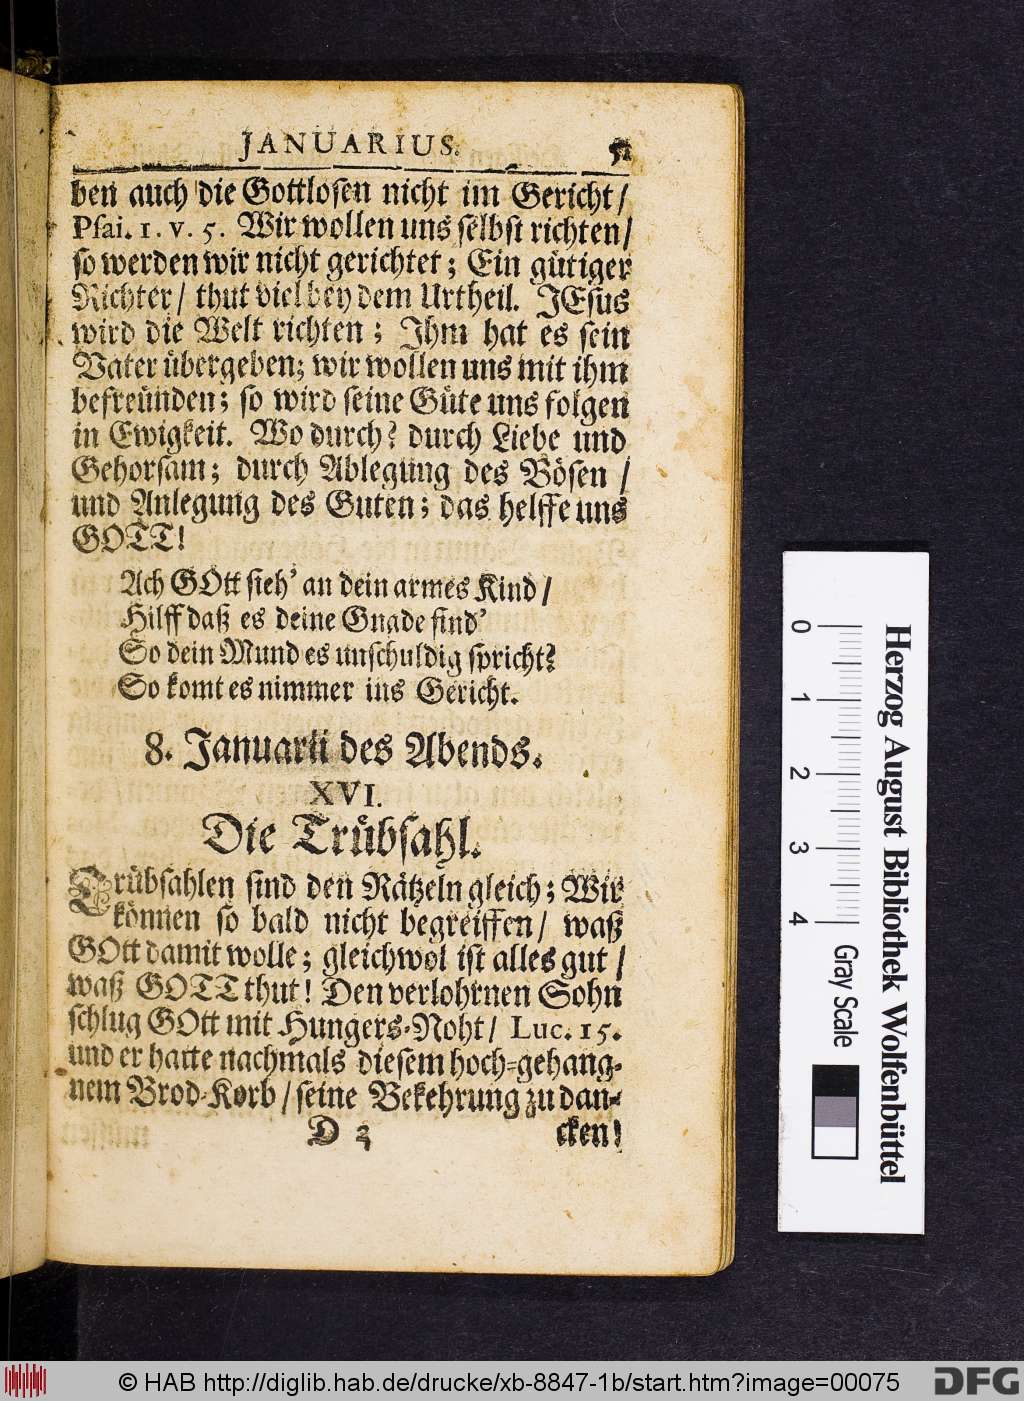 JANUARIUS. 51
ben auch die Gottlosen nicht im Gericht /
Psal. 1. v. 5. Wir wollen uns selbst richten /
so werden wir nicht gerichtet; Ein gütiger
Richter / thut viel bey dem Urtheil. JEsus
wird die Welt richten; Ihm hat es sein
Vater übergeben; wir wollen uns mit ihm
befreünden; so wird seine Güte uns folgen
in Ewigkeit. Wodurch? durch Liebe und
Gehorsam; durch Ablegung des Bösen /
und Anlegung des Guten; das helffe uns
GOTT!
Ach GOtt sieh' an dein armes Kind /
Hilff daß es deine Gnade find'
So dein Mund es unschuldig spricht?
So komt es nimmer ins Gericht.
8. Januarii des Abends.
XVI.
Die Trübsahl.
Trübsahlen sind den Rätzeln gleich; Wir
können so bald nicht begreiffen / waß
GOtt damit wolle; gleichwol ist alles gut /
waß GOTT thut! Den verlohrnen Sohn
schlug GOtt mit Hungers-Noht / Luc. 15.
und er hatte nachmals diesem hoch-gehang-
nem Brod-Korb / seine Bekehrung zu dan-
D 2 cken!
0 1 2 3 4
Gray Scale
Herzog August Bibliothek Wolfenbüttel
© HAB http://diglib.hab.de/drucke/xb-8847-1b/start.htm?image=00075
DFG